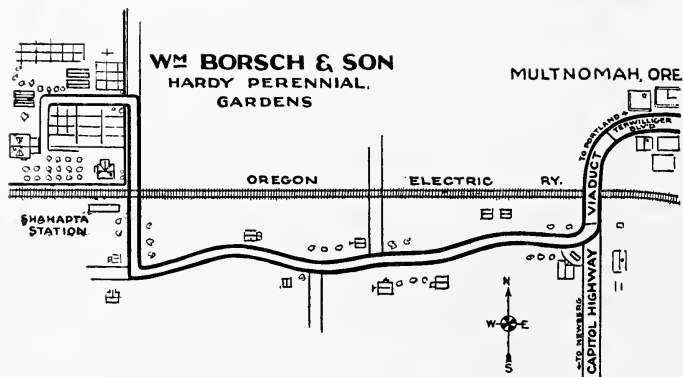 WM BORSCH & SON
HARDY PERENNIAL,
GARDENS
MULTNOMAH, ORE
TO PORTLAND
TERWILLIGER
BLV'D
OREGON ELECTRIC RY.
VIADUCT
SHAHAPTA
STATION
N
W E
S
TO NEWBERG
CAPITOL HIGHWAY